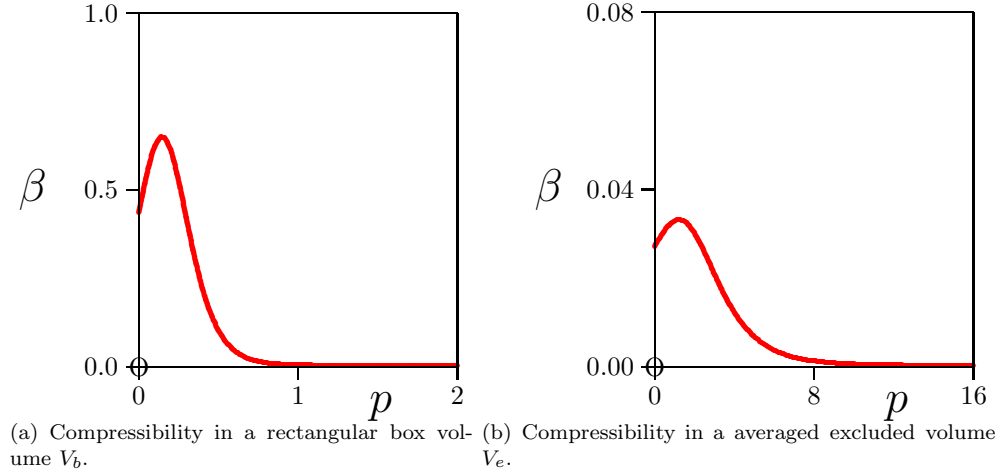 1.0
β
0.5
0.0
0
1
p
2
0.08
β
0.04
0.00
0
8
p
16
(a) Compressibility in a rectangular box vol-
ume V_b.
(b) Compressibility in a averaged excluded volume
V_e.